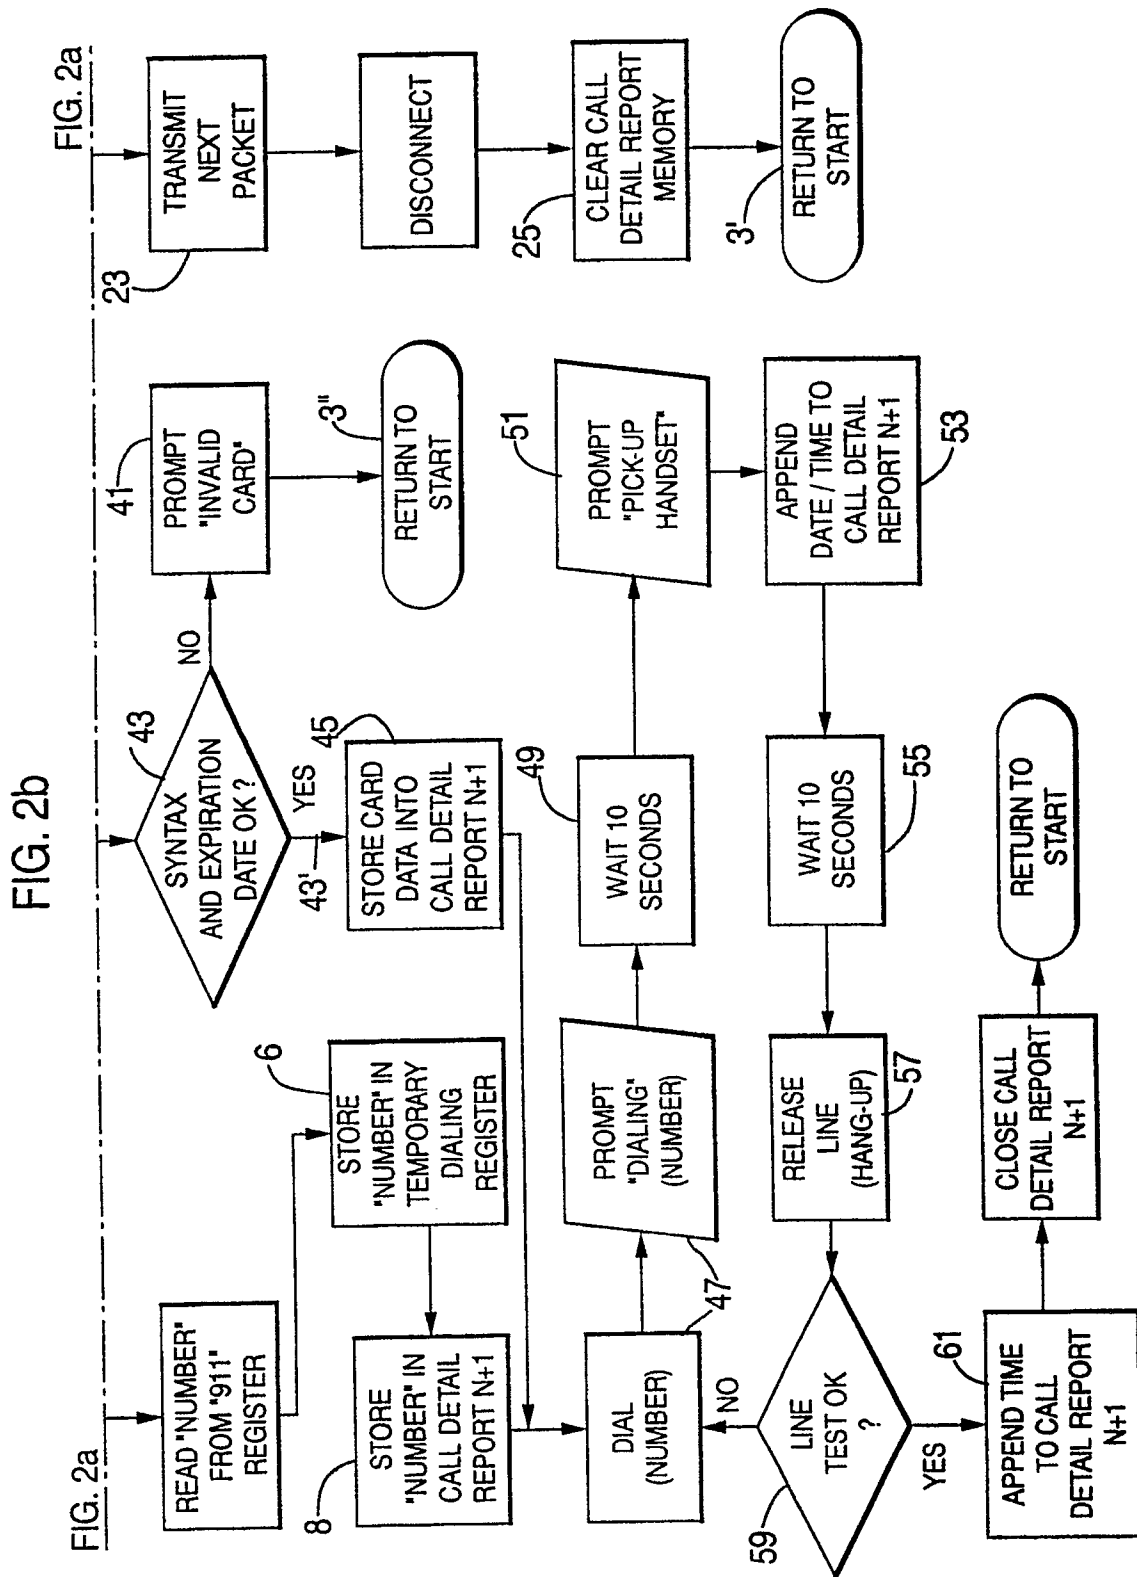 FIG. 2b
FIG. 2a
FIG. 2a
READ "NUMBER"
FROM "911"
REGISTER
6
STORE
"NUMBER" IN
TEMPORARY
DIALING
REGISTER
8
STORE
"NUMBER" IN
CALL DETAIL
REPORT N+1
43
SYNTAX
AND EXPIRATION
DATE OK ?
NO
YES
43'
41
PROMPT
"INVALID
CARD"
3"
RETURN TO
START
45
STORE CARD
DATA INTO
CALL DETAIL
REPORT N+1
23
TRANSMIT
NEXT
PACKET
DISCONNECT
25
CLEAR CALL
DETAIL REPORT
MEMORY
3'
RETURN TO
START
DIAL
(NUMBER)
47
PROMPT
"DIALING"
(NUMBER)
49
WAIT 10
SECONDS
51
PROMPT
"PICK-UP
HANDSET"
APPEND
DATE / TIME TO
CALL DETAIL
REPORT N+1
53
WAIT 10
SECONDS
55
RELEASE
LINE
(HANG-UP)
57
59
LINE
TEST OK
?
NO
YES
61
APPEND TIME
TO CALL
DETAIL REPORT
N+1
CLOSE CALL
DETAIL REPORT
N+1
RETURN TO
START